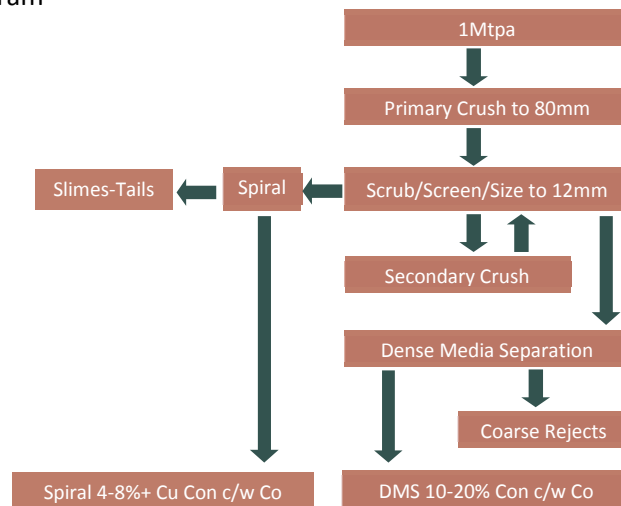 1Mtpa
Primary Crush to 80mm
Slimes-Tails
Spiral
Scrub/Screen/Size to 12mm
Secondary Crush
Dense Media Separation
Coarse Rejects
Spiral 4-8%+ Cu Con c/w Co
DMS 10-20% Con c/w Co